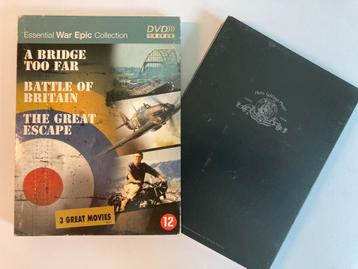 Essential War Epic Collection
DVD
A BRIDGE
TOO FAR
BATTLE OF
BRITAIN
THE GREAT
ESCAPE
3 GREAT MOVIES
12